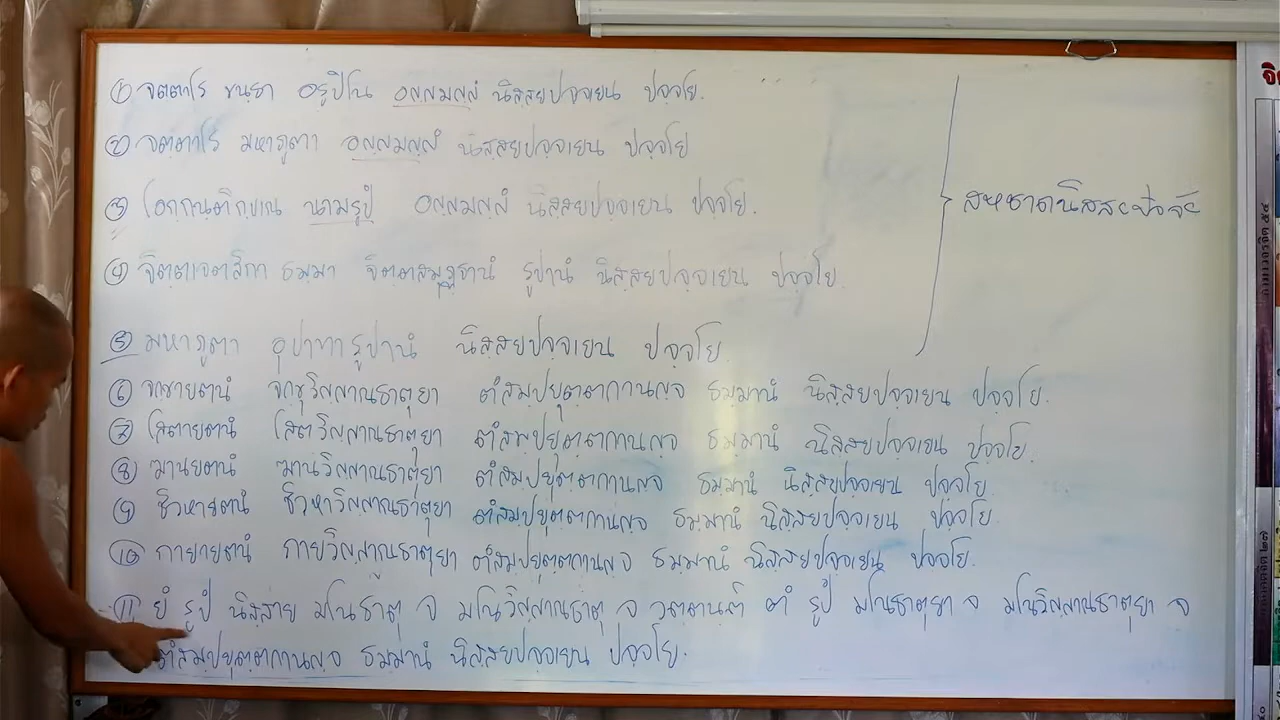 ① จตฺตาโร ขนฺธา อรูปิโน อญฺญมญฺญํ นิสฺสยปจฺจเยน ปจฺจโย.
② จตฺตาโร มหาภูตา อญฺญมญฺญํ นิสฺสยปจฺจเยน ปจฺจโย
③ โอกฺกนฺติกฺขเณ นามรูปํ อญฺญมญฺญํ นิสฺสยปจฺจเยน ปจฺจโย.
④ จิตฺตเจตสิกา ธมฺมา จิตฺตสมุฏฺฐานํ รูปานํ นิสฺสยปจฺจเยน ปจฺจโย.
สหชาตนิสสยปัจจัย
⑤ มหาภูตา อุปาทารูปานํ นิสฺสยปจฺจเยน ปจฺจโย
⑥ จกฺขายตนํ จกฺขุวิญฺญาณธาตุยา ตํสมฺปยุตฺตกานญฺจ ธมฺมานํ นิสฺสยปจฺจเยน ปจฺจโย.
⑦ โสตายตนํ โสตวิญฺญาณธาตุยา ตํสมฺปยุตฺตกานญฺจ ธมฺมานํ นิสฺสยปจฺจเยน ปจฺจโย.
⑧ ฆานายตนํ ฆานวิญฺญาณธาตุยา ตํสมฺปยุตฺตกานญฺจ ธมฺมานํ นิสฺสยปจฺจเยน ปจฺจโย.
⑨ ชิวฺหายตนํ ชิวฺหาวิญฺญาณธาตุยา ตํสมฺปยุตฺตกานญฺจ ธมฺมานํ นิสฺสยปจฺจเยน ปจฺจโย.
⑩ กายายตนํ กายวิญฺญาณธาตุยา ตํสมฺปยุตฺตกานญฺจ ธมฺมานํ นิสฺสยปจฺจเยน ปจฺจโย.
⑪ ยํ รูปํ นิสฺสาย มโนธาตุ จ มโนวิญฺญาณธาตุ จ วตฺตนฺติ ตํ รูปํ มโนธาตุยา จ มโนวิญฺญาณธาตุยา จ
ตํสมฺปยุตฺตกานญฺจ ธมฺมานํ นิสฺสยปจฺจเยน ปจฺจโย.
กามาวจรจิต ๕๔